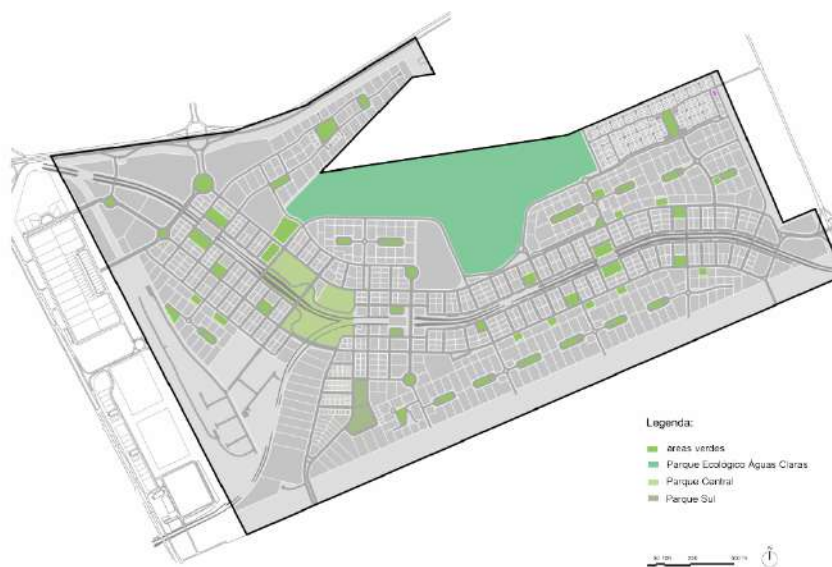 Legenda:
áreas verdes
Parque Ecológico Águas Claras
Parque Central
Parque Sul
N